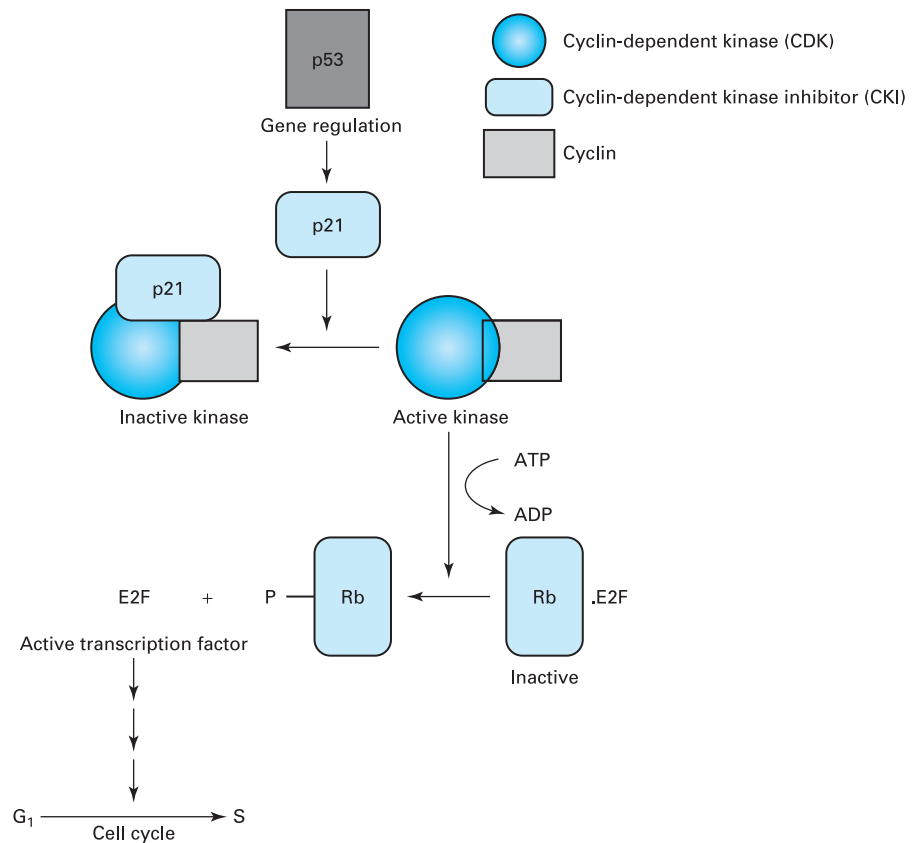 p53
Gene regulation
Cyclin-dependent kinase (CDK)
Cyclin-dependent kinase inhibitor (CKI)
Cyclin
p21
p21
Inactive kinase
Active kinase
ATP
ADP
E2F + P Rb Rb .E2F
Active transcription factor
Inactive
G₁ S
Cell cycle